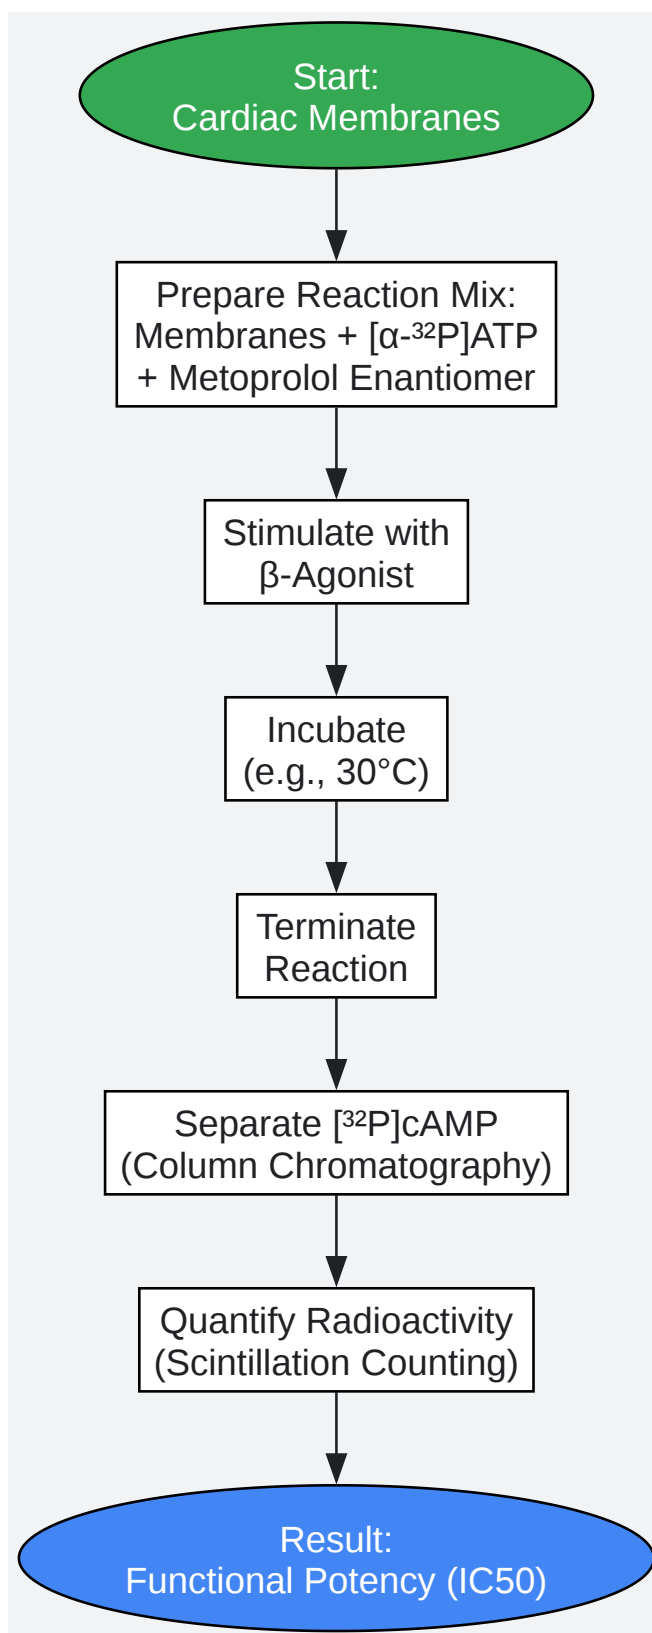 Start:
Cardiac Membranes
Prepare Reaction Mix:
Membranes + [α-³²P]ATP
+ Metoprolol Enantiomer
Stimulate with
β-Agonist
Incubate
(e.g., 30°C)
Terminate
Reaction
Separate [³²P]cAMP
(Column Chromatography)
Quantify Radioactivity
(Scintillation Counting)
Result:
Functional Potency (IC50)